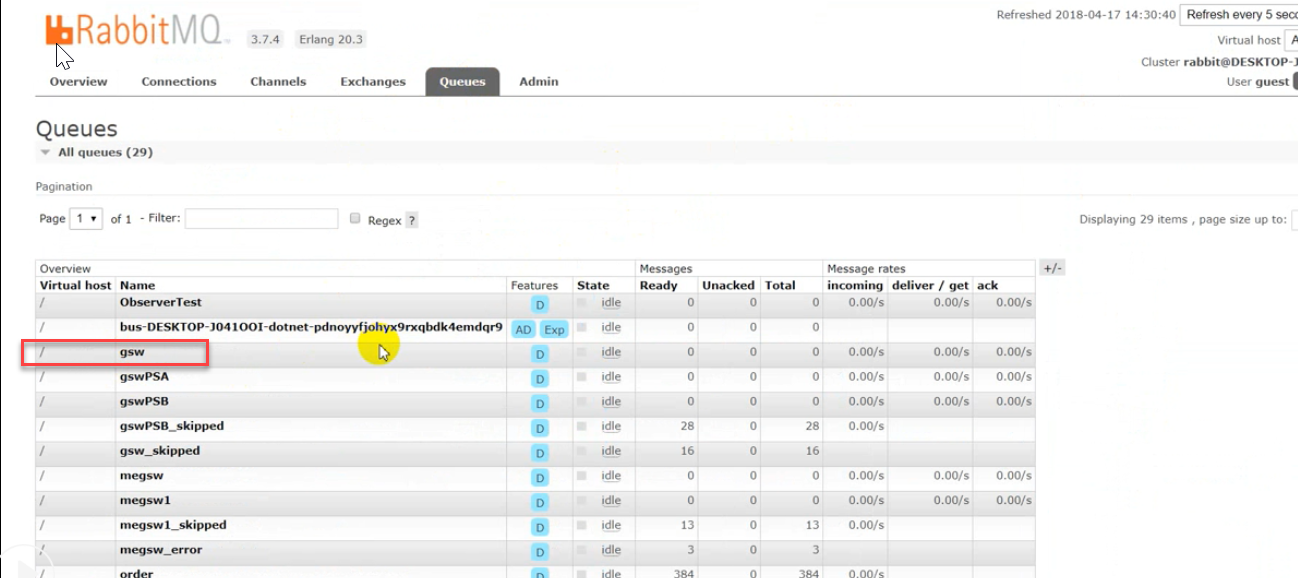 RabbitMQ 3.7.4 Erlang 20.3
Refreshed 2018-04-17 14:30:40 Refresh every 5
Virtual host
Cluster rabbit@DESKTOP-
User guest
Overview Connections Channels Exchanges Queues Admin
Queues
All queues (29)
Pagination
Page 1 of 1 - Filter: Regex ? Displaying 29 items , page size up to:
Overview Messages Message rates +/-
Virtual host Name Features State Ready Unacked Total incoming deliver / get ack
/ ObserverTest D idle 0 0 0 0.00/s 0.00/s 0.00/s
/ bus-DESKTOP-J041OOI-dotnet-pdnoyyfjohyx9rxqbdk4emdqr9 AD Exp idle 0 0 0
/ gsw D idle 0 0 0 0.00/s 0.00/s 0.00/s
/ gswPSA D idle 0 0 0 0.00/s 0.00/s 0.00/s
/ gswPSB D idle 0 0 0 0.00/s 0.00/s 0.00/s
/ gswPSB_skipped D idle 28 0 28 0.00/s
/ gsw_skipped D idle 16 0 16
/ megsw D idle 0 0 0 0.00/s 0.00/s 0.00/s
/ megsw1 D idle 0 0 0 0.00/s 0.00/s 0.00/s
/ megsw1_skipped D idle 13 0 13 0.00/s
/ megsw_error D idle 3 0 3
/ order D idle 384 0 384 0.00/s